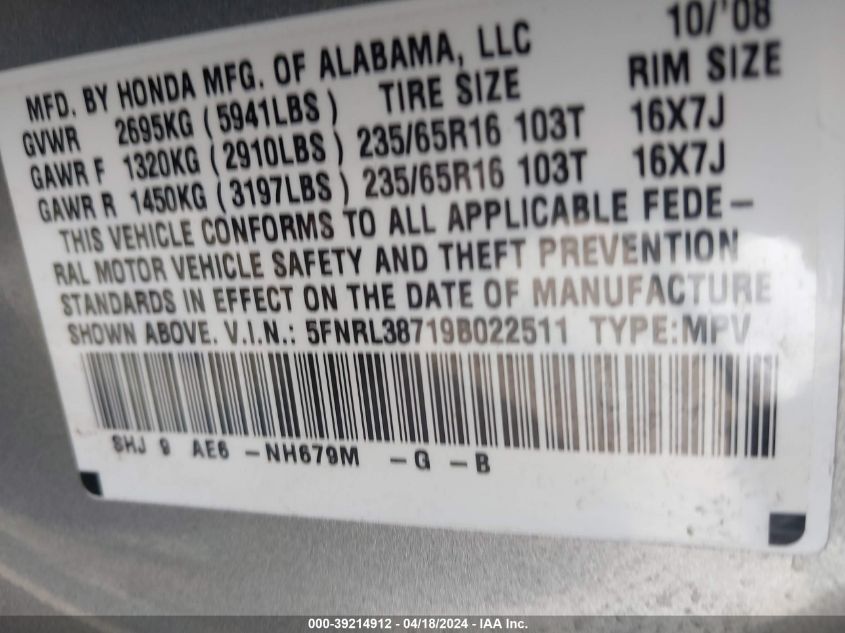 10/'08
MFD. BY HONDA MFG. OF ALABAMA, LLC
GVWR 2695KG (5941LBS) TIRE SIZE RIM SIZE
GAWR F 1320KG (2910LBS) 235/65R16 103T 16X7J
GAWR R 1450KG (3197LBS) 235/65R16 103T 16X7J
THIS VEHICLE CONFORMS TO ALL APPLICABLE FEDE-
RAL MOTOR VEHICLE SAFETY AND THEFT PREVENTION
STANDARDS IN EFFECT ON THE DATE OF MANUFACTURE
SHOWN ABOVE. V.I.N.: 5FNRL38719B022511 TYPE:MPV
SHJ 9 AE6 -NH679M -G -B
000-39214912 - 04/18/2024 - IAA Inc.